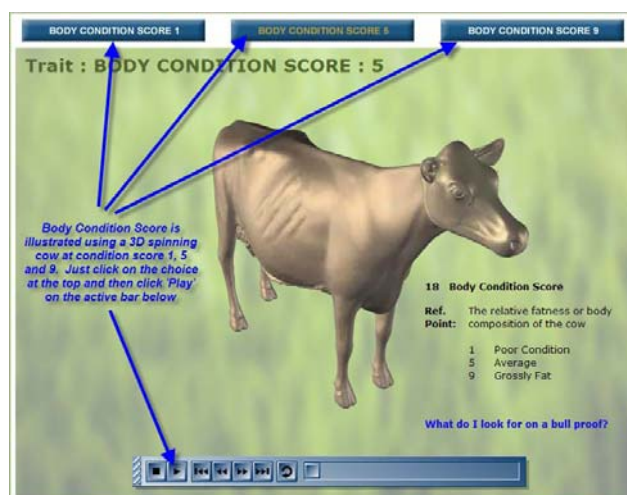 BODY CONDITION SCORE 1
BODY CONDITION SCORE 5
BODY CONDITION SCORE 9
Trait : BODY CONDITION SCORE : 5
Body Condition Score is
illustrated using a 3D spinning
cow at condition score 1, 5
and 9. Just click on the choice
at the top and then click 'Play'
on the active bar below
18 Body Condition Score
Ref. The relative fatness or body
Point: composition of the cow
1 Poor Condition
5 Average
9 Grossly Fat
What do I look for on a bull proof?